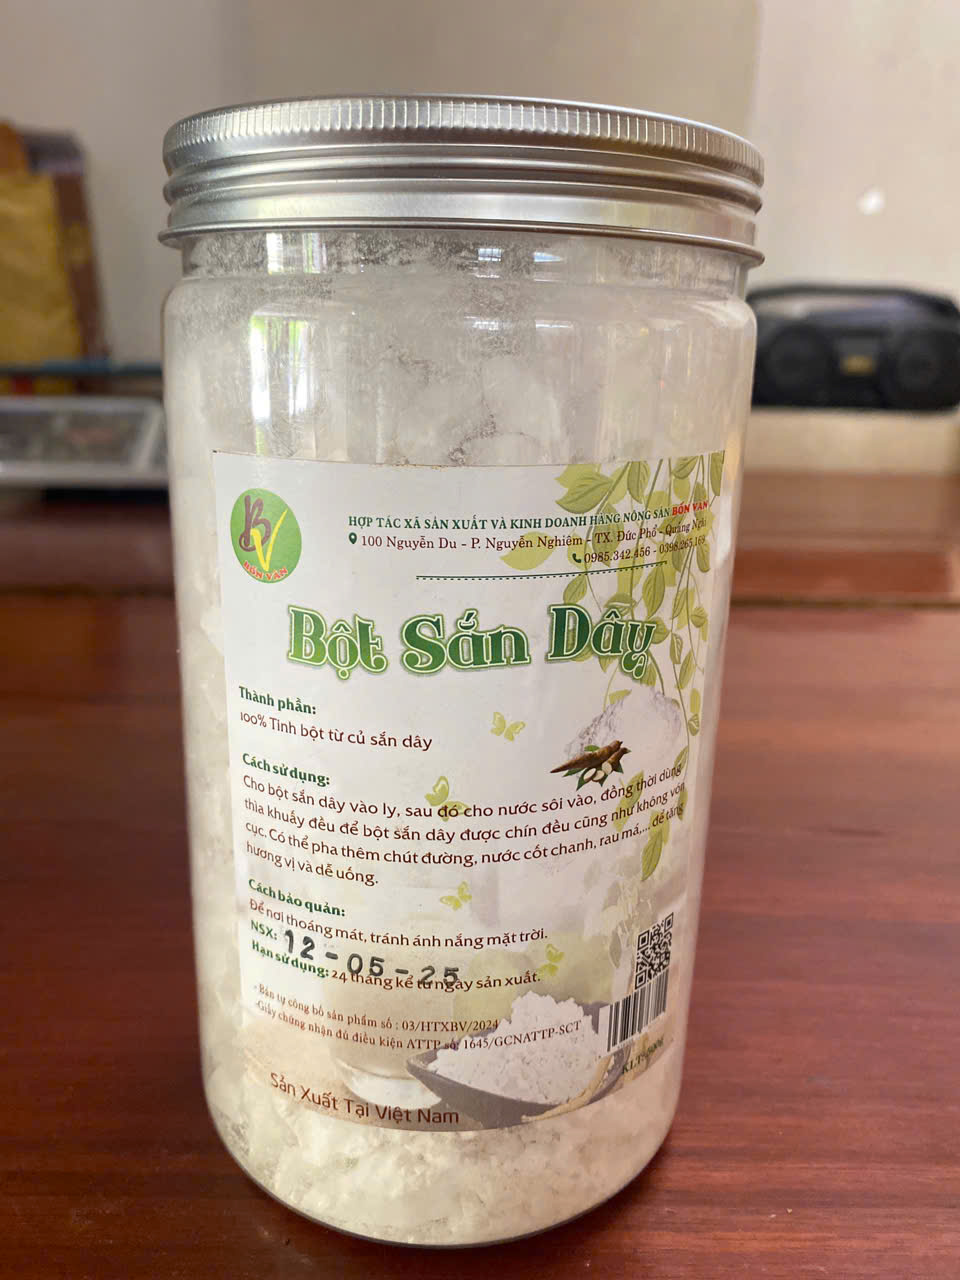 BV
BỐN VẠN
HỢP TÁC XÃ SẢN XUẤT VÀ KINH DOANH HÀNG NÔNG SẢN BỐN VẠN
100 Nguyễn Du - P. Nguyễn Nghiêm - TX. Đức Phổ - Quảng Ngãi
0985.342.456 - 0398.265.169
Bột Sắn Dây
Thành phần:
100% Tinh bột từ củ sắn dây
Cách sử dụng:
Cho bột sắn dây vào ly, sau đó cho nước sôi vào, đồng thời dùng
thìa khuấy đều để bột sắn dây được chín đều cũng như không vón
cục. Có thể pha thêm chút đường, nước cốt chanh, rau má,... để tăng
hương vị và dễ uống.
Cách bảo quản:
Để nơi thoáng mát, tránh ánh nắng mặt trời.
NSX: 12-05-25
Hạn sử dụng: 24 tháng kể từ ngày sản xuất.
- Bản tự công bố sản phẩm số : 03/HTXBV/2024
-Giấy chứng nhận đủ điều kiện ATTP số: 1645/GCNATTP-SCT
KLT: 500g
Sản Xuất Tại Việt Nam